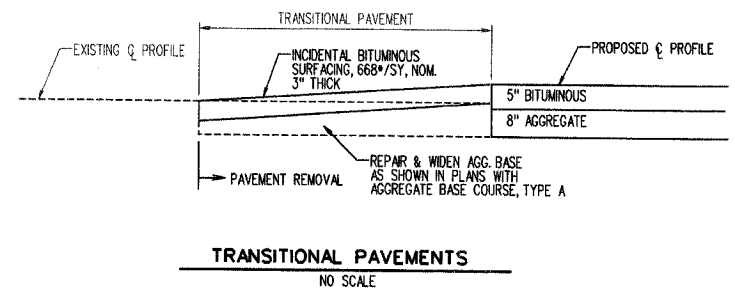 TRANSITIONAL PAVEMENT
EXISTING ℄ PROFILE
INCIDENTAL BITUMINOUS
SURFACING, 668#/SY, NOM.
3" THICK
PROPOSED ℄ PROFILE
5" BITUMINOUS
8" AGGREGATE
REPAIR & WIDEN AGG. BASE
AS SHOWN IN PLANS WITH
AGGREGATE BASE COURSE, TYPE A
PAVEMENT REMOVAL
TRANSITIONAL PAVEMENTS
NO SCALE